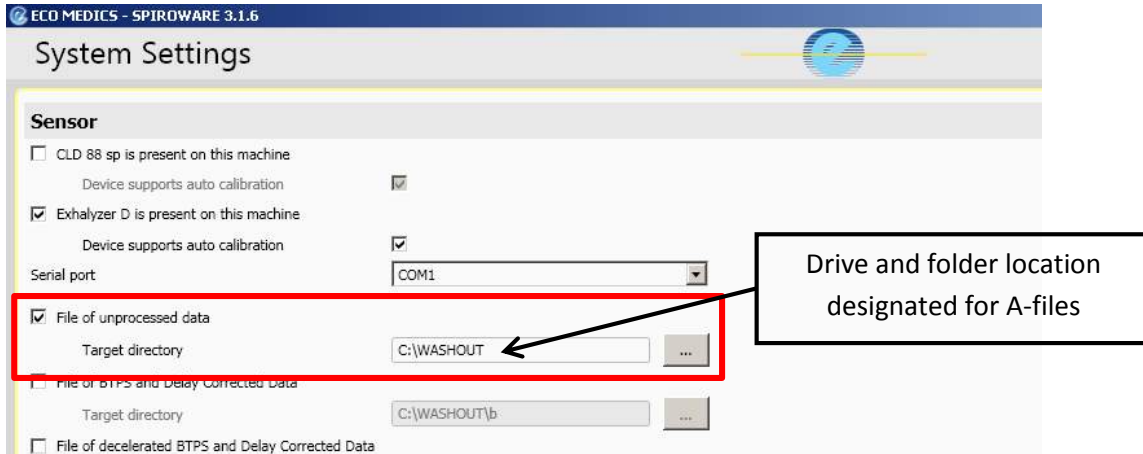 ECO MEDICS - SPIROWARE 3.1.6
System Settings
Sensor
CLD 88 sp is present on this machine
Device supports auto calibration
Exhalyzer D is present on this machine
Device supports auto calibration
Serial port COM1
File of unprocessed data
Target directory C:\WASHOUT ...
Drive and folder location
designated for A-files
File of BTPS and Delay Corrected Data
Target directory C:\WASHOUT\b ...
File of decelerated BTPS and Delay Corrected Data